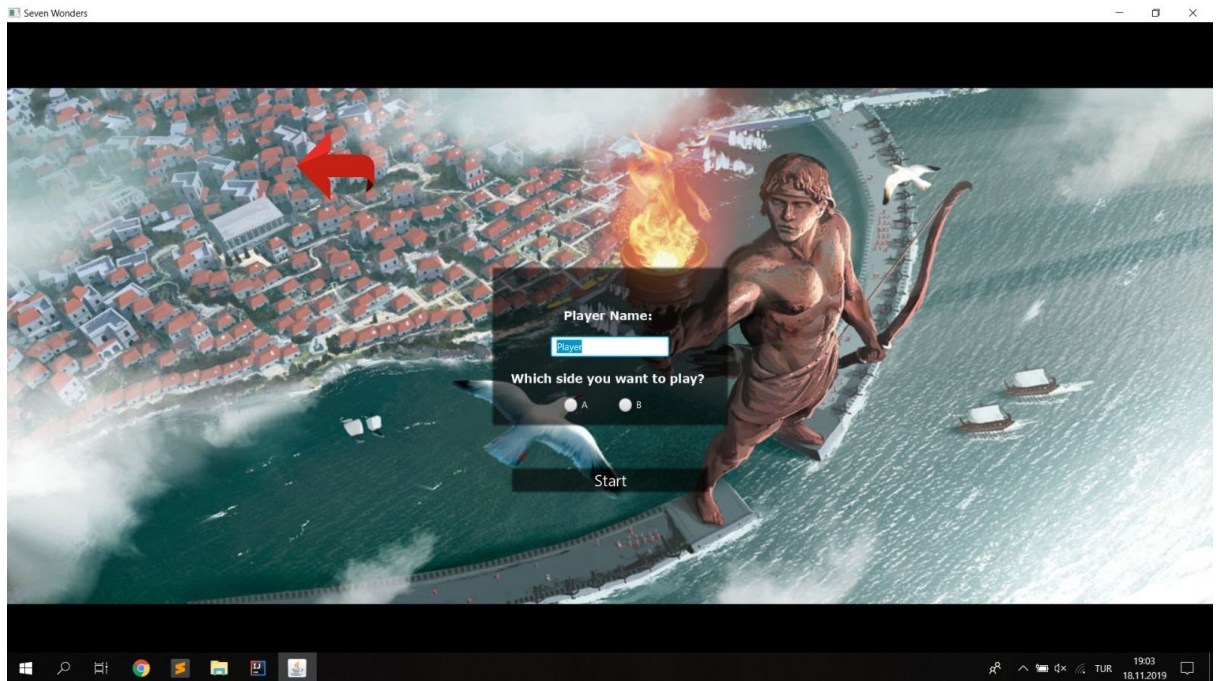 Seven Wonders
Player Name:
Player
Which side you want to play?
A B
Start
TUR
19:03
18.11.2019